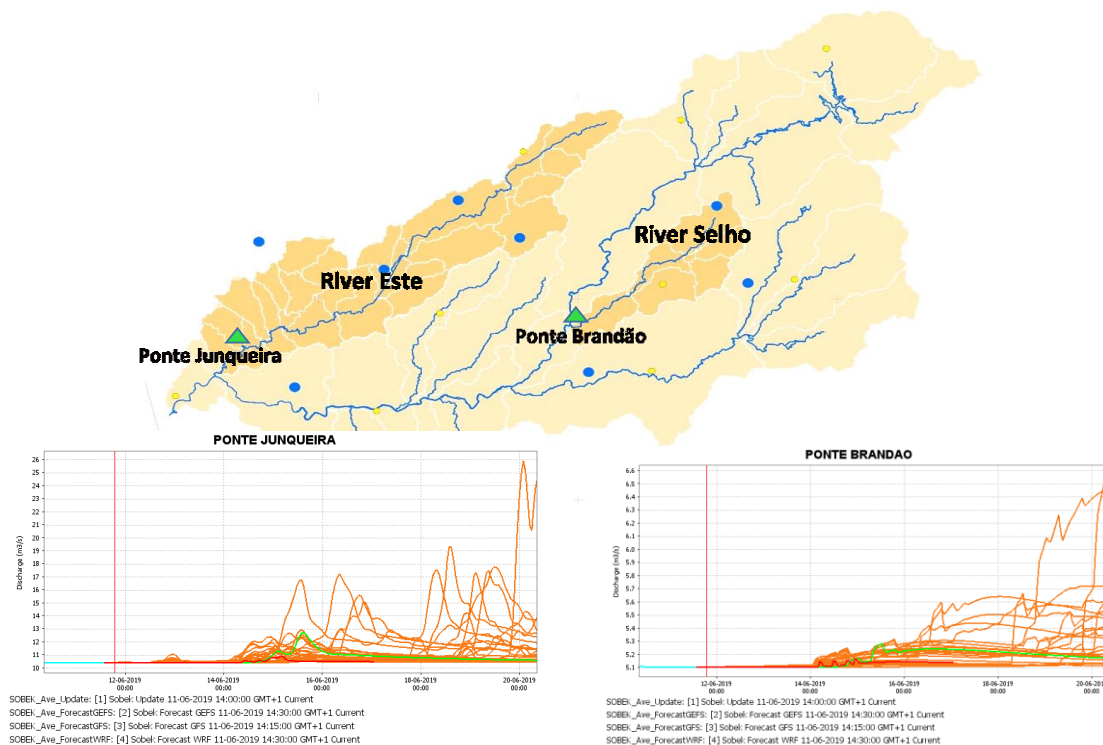 River Selho
River Este
Ponte Brandão
Ponte Junqueira
PONTE JUNQUEIRA
26
25
24
23
22
21
20
19
18
17
16
15
14
13
12
11
10
Discharge (m3/s)
12-06-2019 00:00
14-06-2019 00:00
16-06-2019 00:00
18-06-2019 00:00
20-06-2019 00:00
SOBEK_Ave_Update: [1] Sobek: Update 11-06-2019 14:00:00 GMT+1 Current
SOBEK_Ave_ForecastGEFS: [2] Sobek: Forecast GEFS 11-06-2019 14:30:00 GMT+1 Current
SOBEK_Ave_ForecastGFS: [3] Sobek: Forecast GFS 11-06-2019 14:15:00 GMT+1 Current
SOBEK_Ave_ForecastWRF: [4] Sobek: Forecast WRF 11-06-2019 14:30:00 GMT+1 Current
PONTE BRANDAO
6.6
6.5
6.4
6.3
6.2
6.1
6.0
5.9
5.8
5.7
5.6
5.5
5.4
5.3
5.2
5.1
Discharge (m3/s)
12-06-2019 00:00
14-06-2019 00:00
16-06-2019 00:00
18-06-2019 00:00
20-06-2019 00:00
SOBEK_Ave_Update: [1] Sobek: Update 11-06-2019 14:00:00 GMT+1 Current
SOBEK_Ave_ForecastGEFS: [2] Sobek: Forecast GEFS 11-06-2019 14:30:00 GMT+1 Current
SOBEK_Ave_ForecastGFS: [3] Sobek: Forecast GFS 11-06-2019 14:15:00 GMT+1 Current
SOBEK_Ave_ForecastWRF: [4] Sobek: Forecast WRF 11-06-2019 14:30:00 GMT+1 Current